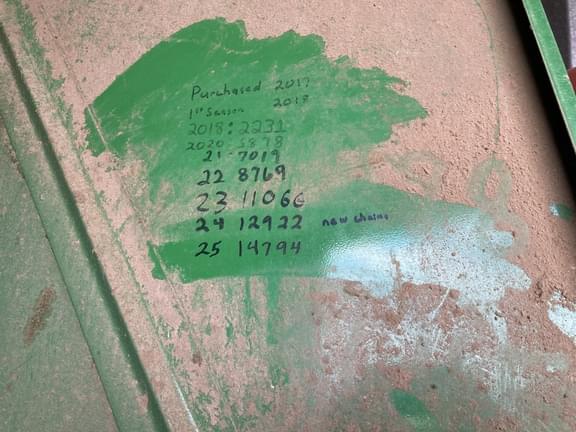 Purchased 2017
1st Season 2018
2018: 2231
2020 5878
21-7019
22 8769
23 11066
24 12922 new chains
25 14794